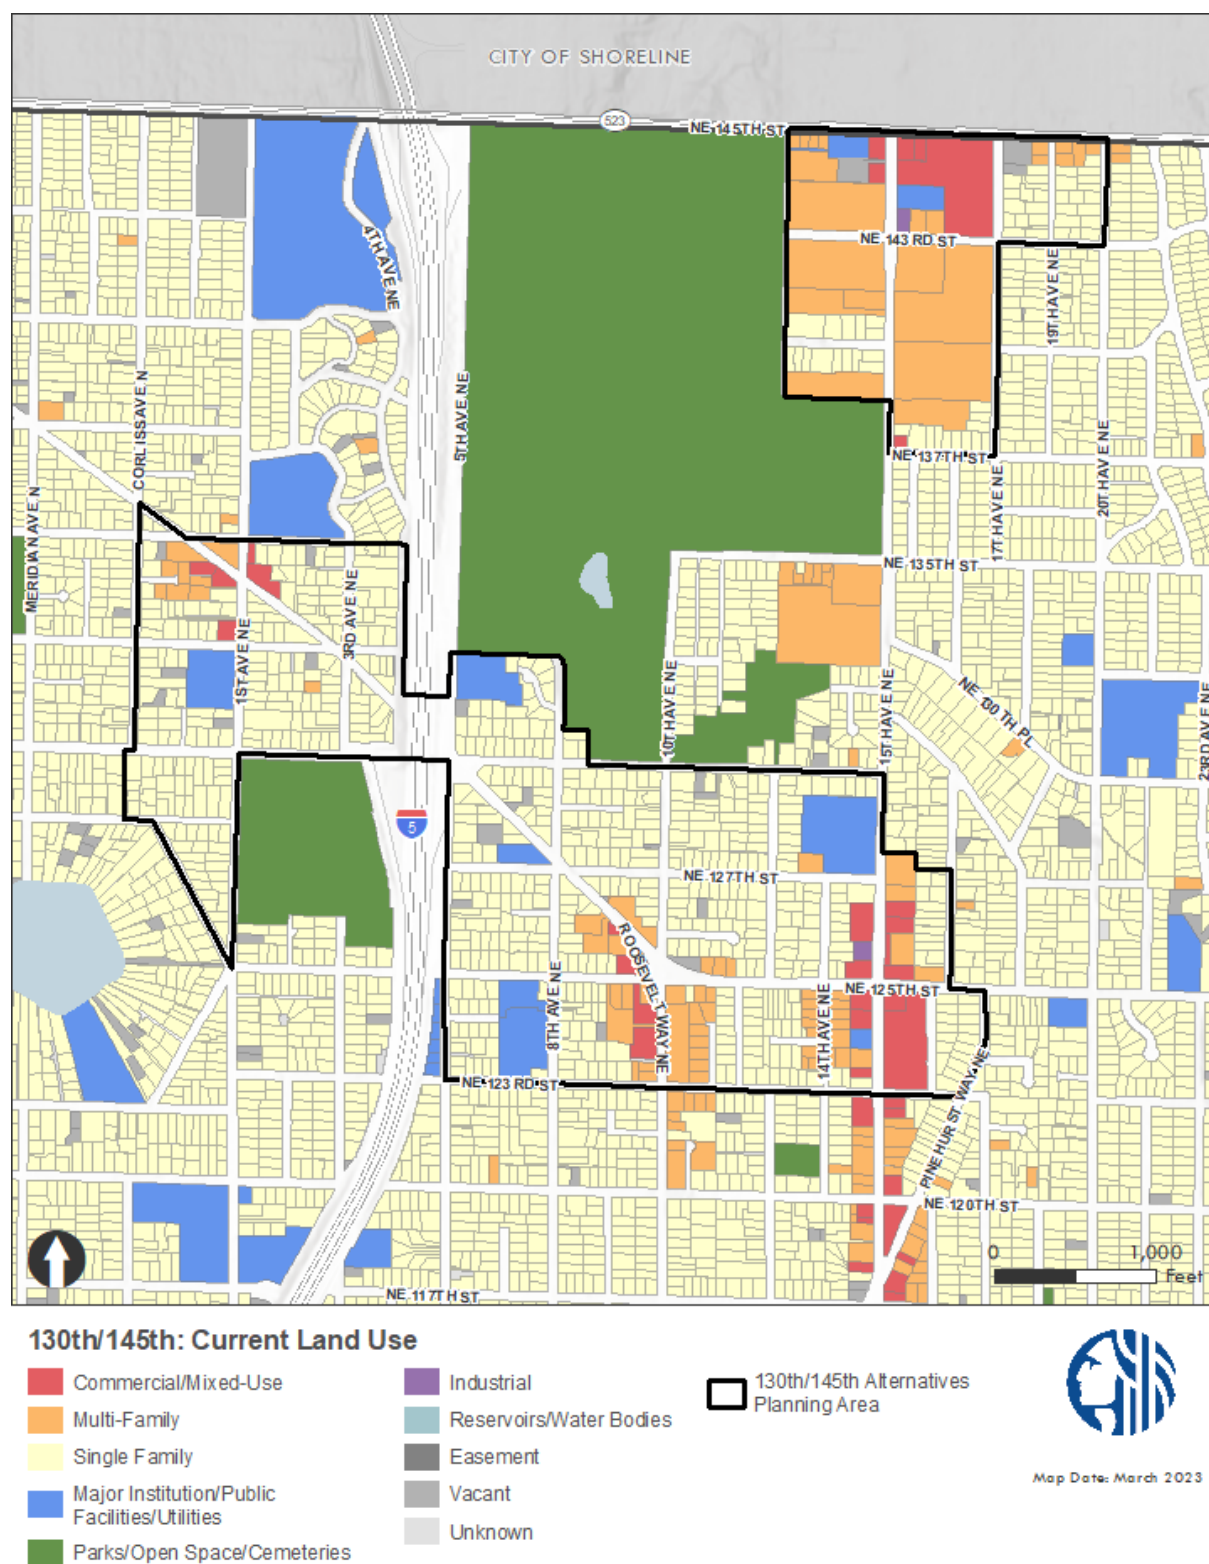 CITY OF SHORELINE
523
NE 145TH ST
4TH AVE NE
NE 143RD ST
19TH AVE NE
CORLISS AVE N
5TH AVE NE
NE 137TH ST
MERIDIAN AVE N
17TH AVE NE
20TH AVE NE
NE 135TH ST
3RD AVE NE
1ST AVE NE
10TH AVE NE
15TH AVE NE
NE 130TH PL
23RD AVE NE
5
NE 127TH ST
ROOSEVELT WAY NE
8TH AVE NE
NE 125TH ST
14TH AVE NE
NE 123RD ST
PINEHURST WAY NE
NE 120TH ST
0 1,000
Feet
NE 117TH ST
130th/145th: Current Land Use
Commercial/Mixed-Use
Multi-Family
Single Family
Major Institution/Public
Facilities/Utilities
Parks/Open Space/Cemeteries
Industrial
Reservoirs/Water Bodies
Easement
Vacant
Unknown
130th/145th Alternatives
Planning Area
Map Date: March 2023